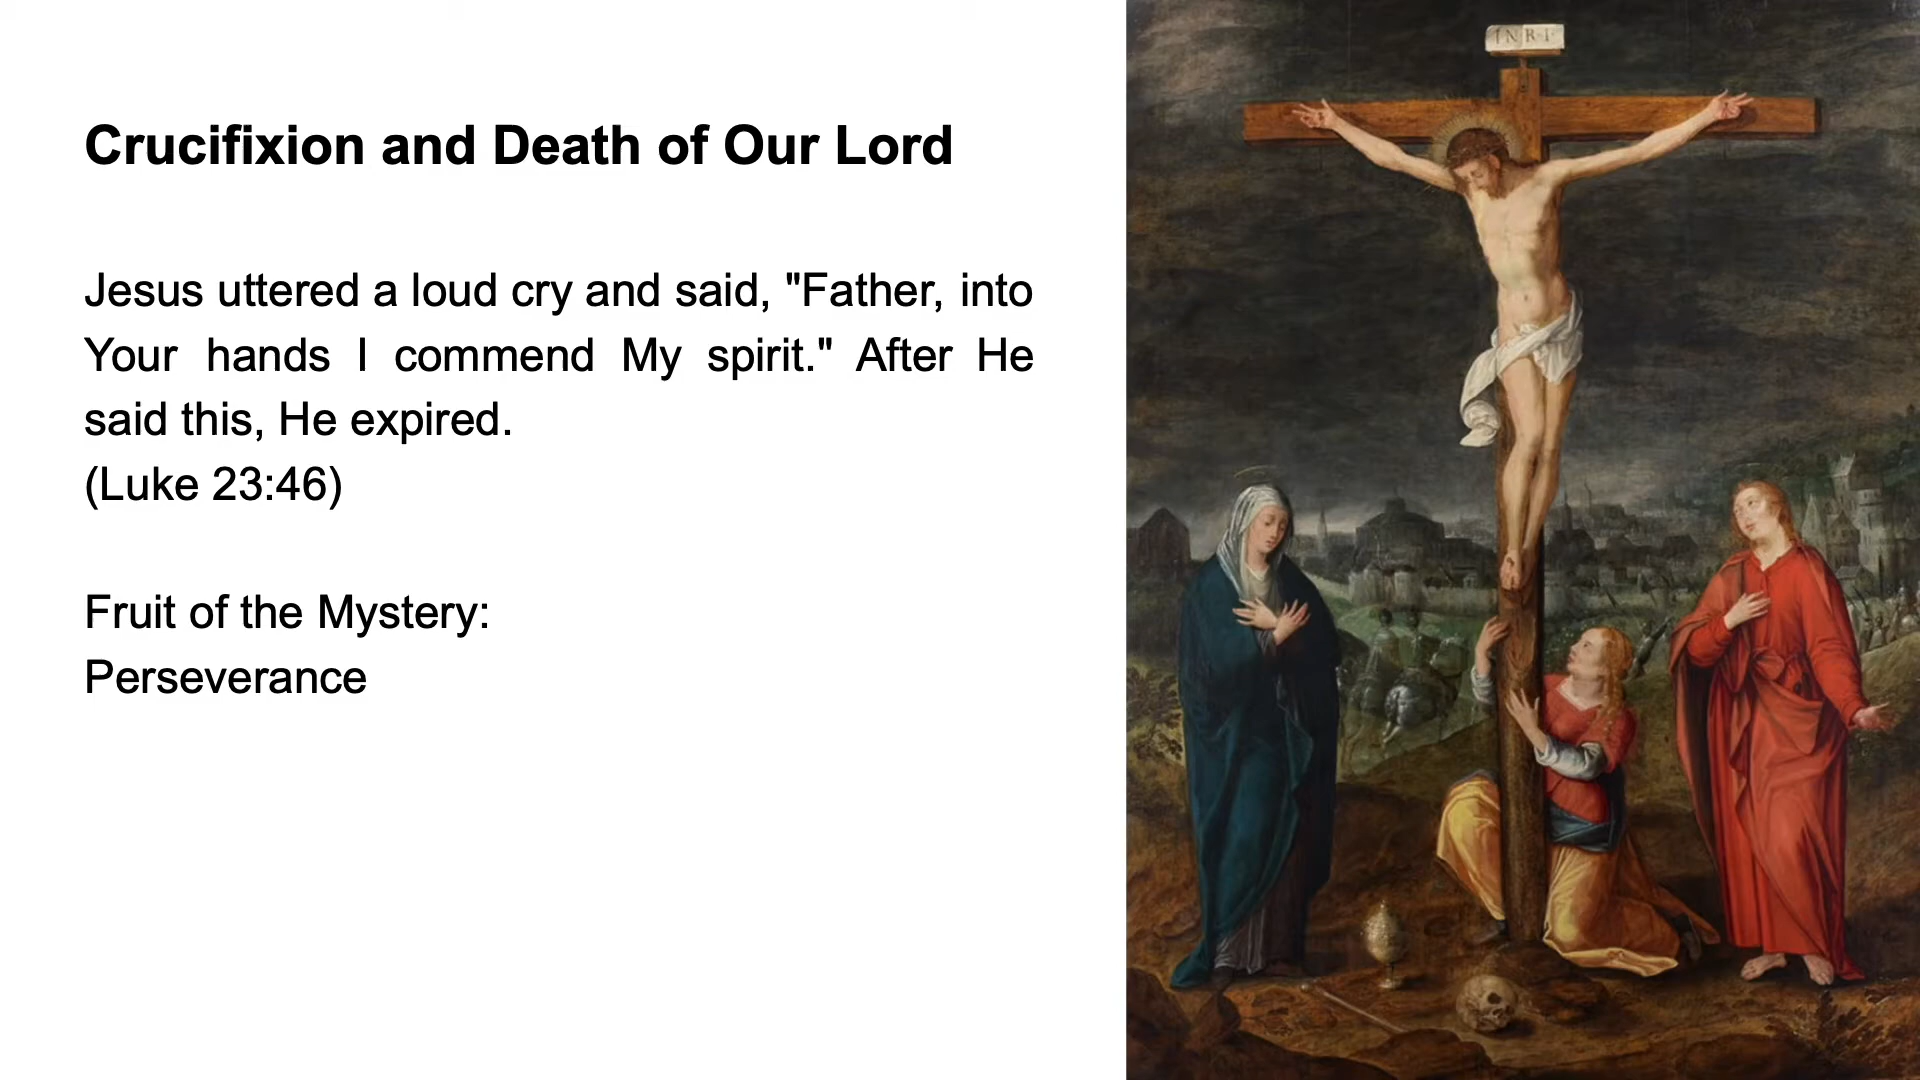 Crucifixion and Death of Our Lord
Jesus uttered a loud cry and said, "Father, into
Your hands I commend My spirit." After He
said this, He expired.
(Luke 23:46)
Fruit of the Mystery:
Perseverance
INRI